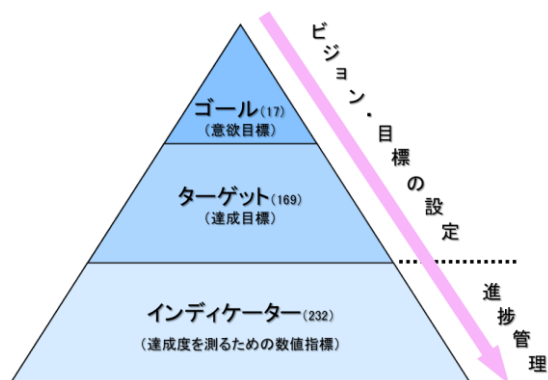 ゴール(17)
(意欲目標)
ターゲット(169)
(達成目標)
インディケーター(232)
(達成度を測るための数値指標)
ビジョン・目標の設定
進捗管理